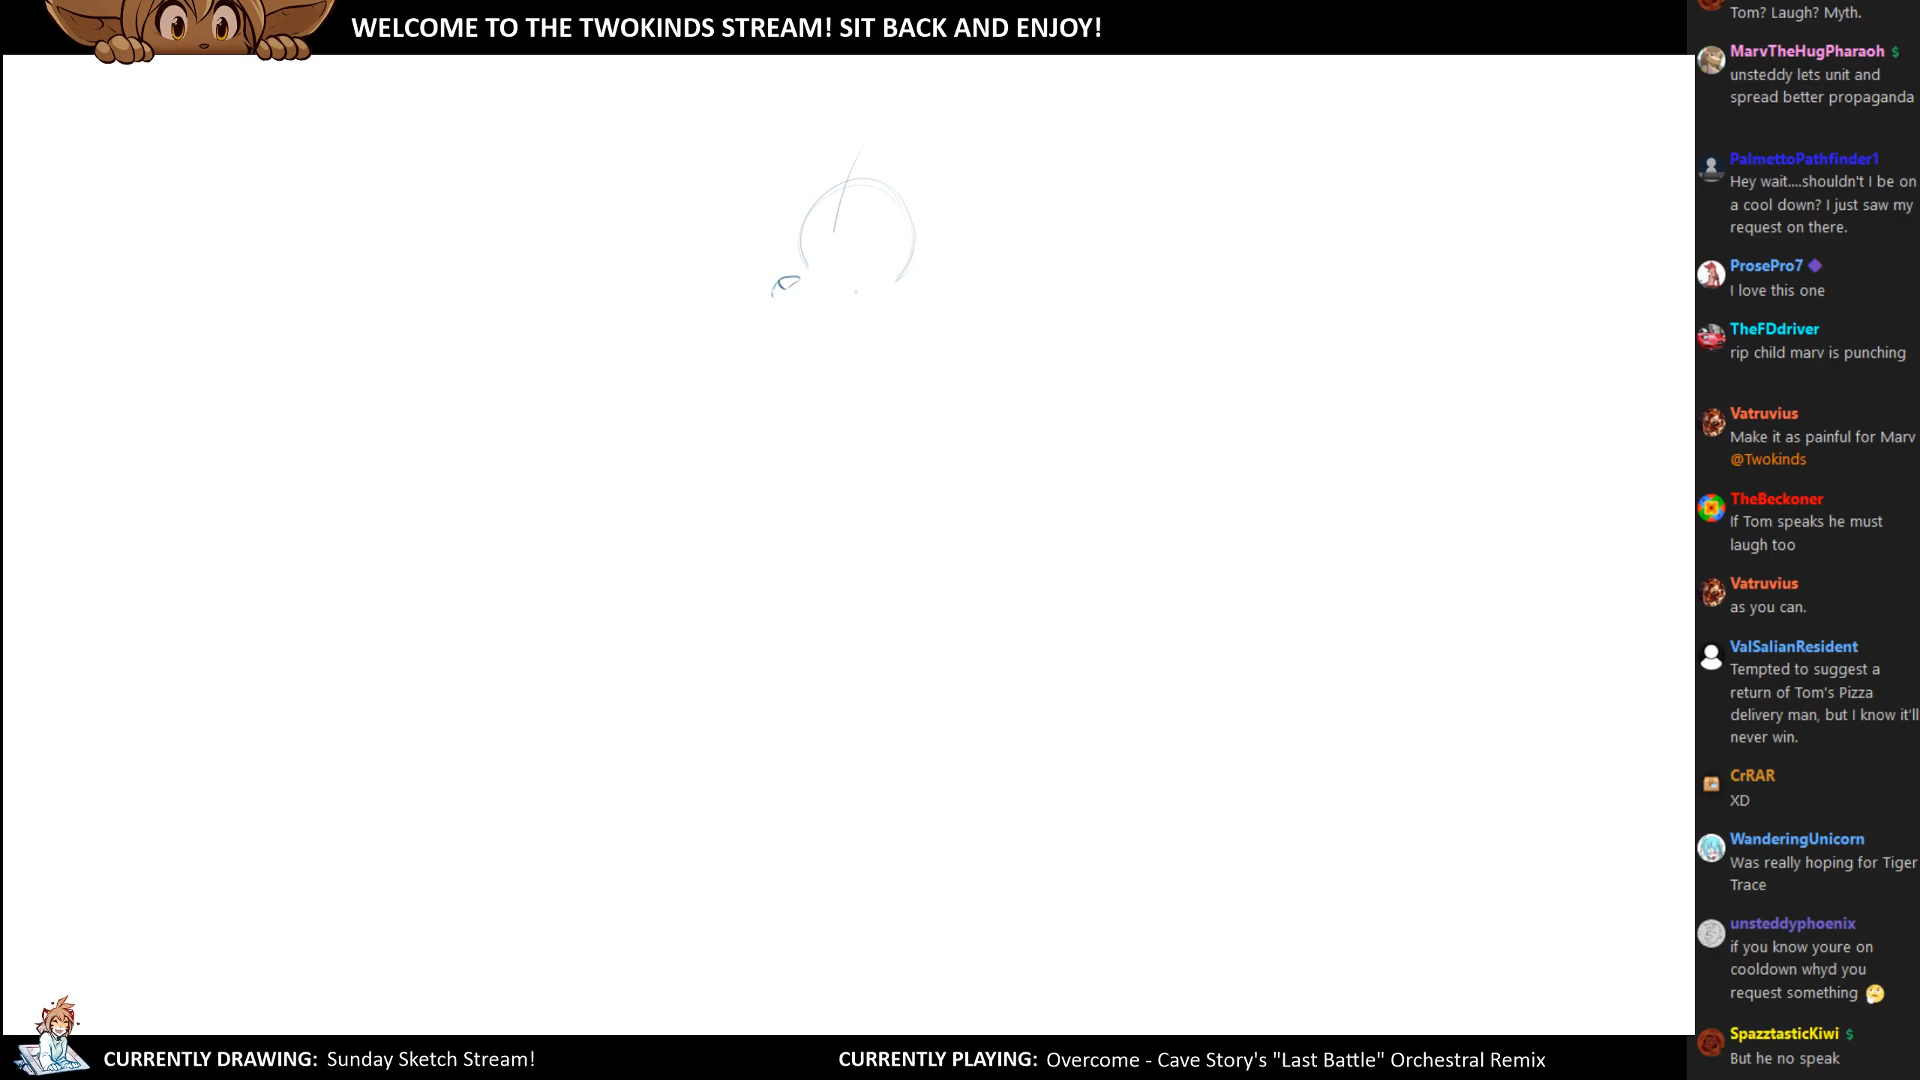 WELCOME TO THE TWOKINDS STREAM! SIT BACK AND ENJOY!
Tom? Laugh? Myth.
MarvTheHugPharaoh $
unsteddy lets unit and
spread better propaganda
PalmettoPathfinder1
Hey wait....shouldn't I be on
a cool down? I just saw my
request on there.
ProsePro7
I love this one
TheFDdriver
rip child marv is punching
Vatruvius
Make it as painful for Marv
@Twokinds
TheBeckoner
If Tom speaks he must
laugh too
Vatruvius
as you can.
ValSalianResident
Tempted to suggest a
return of Tom's Pizza
delivery man, but I know it'll
never win.
CrRAR
XD
WanderingUnicorn
Was really hoping for Tiger
Trace
unsteddyphoenix
if you know youre on
cooldown whyd you
request something
SpazztasticKiwi $
But he no speak
CURRENTLY DRAWING: Sunday Sketch Stream!
CURRENTLY PLAYING: Overcome - Cave Story's "Last Battle" Orchestral Remix